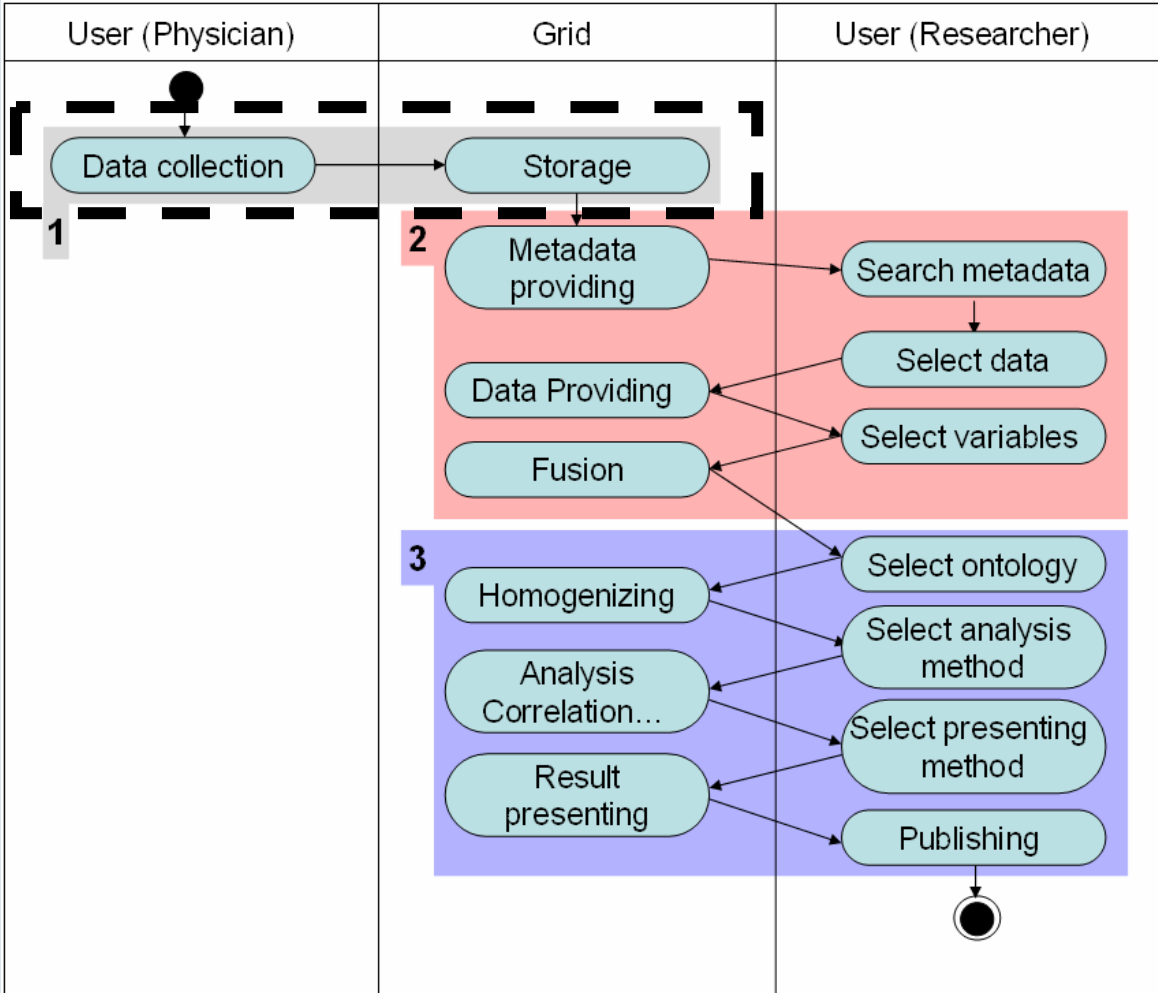 User (Physician)
Grid
User (Researcher)
Data collection
Storage
1
2
Metadata
providing
Search metadata
Select data
Data Providing
Select variables
Fusion
3
Select ontology
Homogenizing
Select analysis
method
Analysis
Correlation...
Select presenting
method
Result
presenting
Publishing